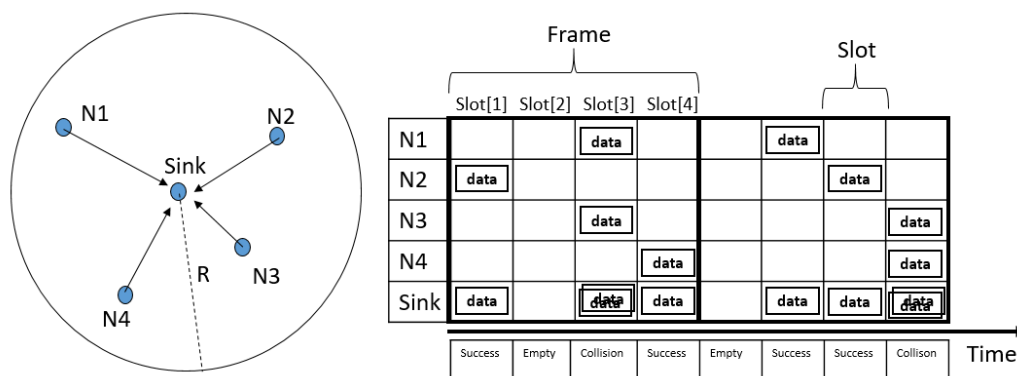 N1
N2
Sink
R
N3
N4
Frame
Slot
Slot[1] Slot[2] Slot[3] Slot[4]
N1 data data
N2 data data
N3 data data
N4 data data
Sink data data data data data data data data
Success Empty Collision Success Empty Success Success Collison
Time